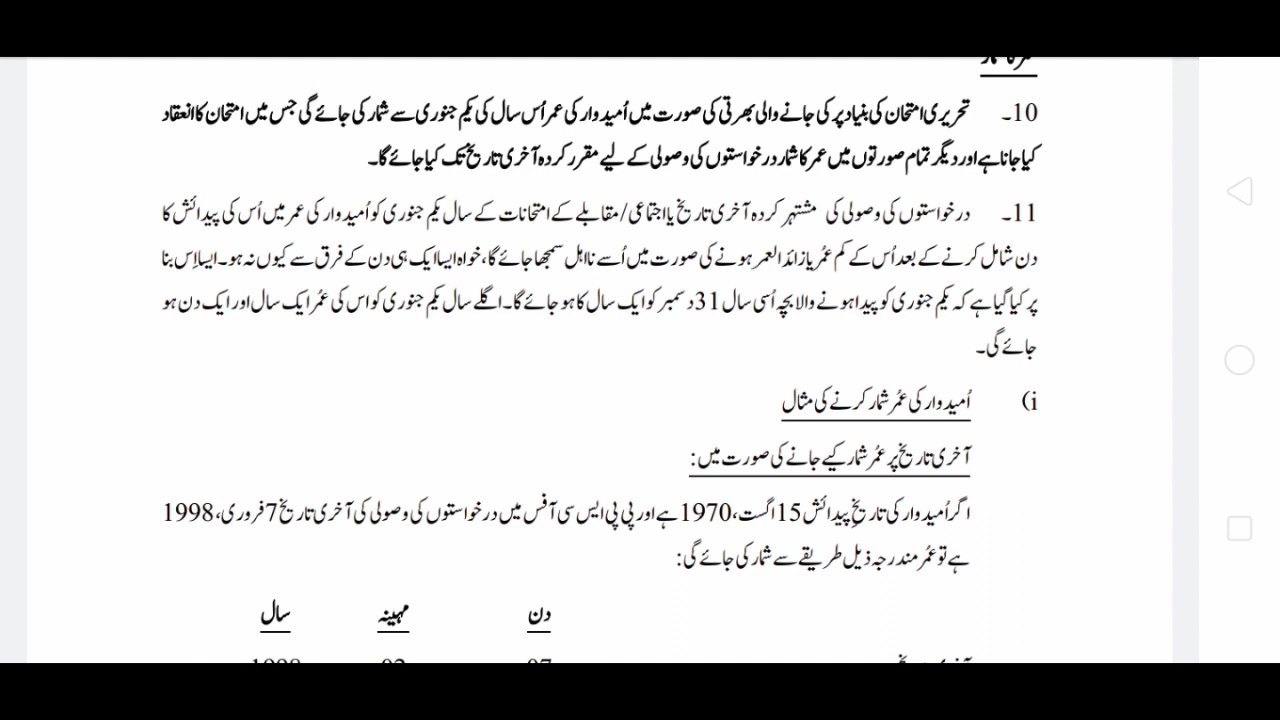 10۔ تحریری امتحان کی بنیاد پر کی جانے والی بھرتی کی صورت میں اُمیدوار کی عمر اُس سال کی یکم جنوری سے شمار کی جائے گی جس میں امتحان کا انعقاد
کیا جانا ہے اور دیگر تمام صورتوں میں عمر کا شمار درخواستوں کی وصولی کے لیے مقرر کردہ آخری تاریخ تک کیا جائے گا۔
11۔ درخواستوں کی وصولی کی مشتہر کردہ آخری تاریخ یا اجتماعی/مقابلے کے امتحانات کے سال یکم جنوری کو اُمیدوار کی عمر میں اُس کی پیدائش کا
دن شامل کرنے کے بعد اُس کے کم عمُر یا زائد العمر ہونے کی صورت میں اُسے نااہل سمجھا جائے گا، خواہ ایسا ایک ہی دن کے فرق سے کیوں نہ ہو۔ ایسا اِس بنا
پر کیا گیا ہے کہ یکم جنوری کو پیدا ہونے والا بچہ اُسی سال 31 دسمبر کو ایک سال کا ہو جائے گا۔ اگلے سال یکم جنوری کو اس کی عمُر ایک سال اور ایک دن ہو
جائے گی۔
i) اُمیدوار کی عمُر شمار کرنے کی مثال
آخری تاریخ پر عمُر شمار کیے جانے کی صورت میں:
اگر اُمیدوار کی تاریخِ پیدائش 15 اگست، 1970 ہے اور پی پی ایس سی آفس میں درخواستوں کی وصولی کی آخری تاریخ 7 فروری، 1998
ہے تو عمُر مندرجہ ذیل طریقے سے شمار کی جائے گی:
دن مہینہ سال